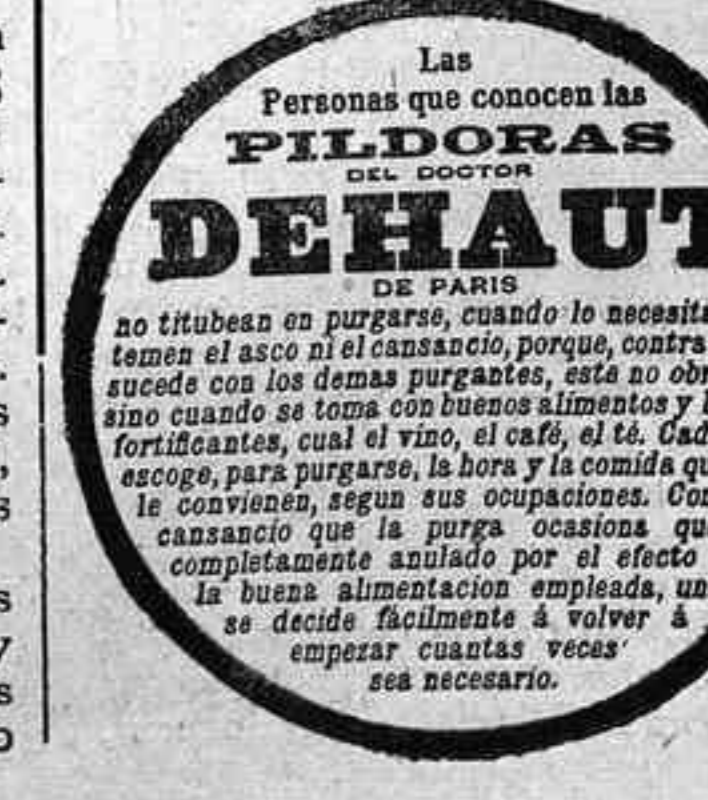 Las
Personas que conocen las
PILDORAS
DEL DOCTOR
DEHAUT
DE PARIS
no titubean en purgarse, cuando lo necesita
temen el asco ni el cansancio, porque, contra
sucede con los demas purgantes, este no obr
sino cuando se toma con buenos alimentos y b
fortificantes, cual el vino, el café, el té. Cad
escoge, para purgarse, la hora y la comida qu
le convienen, segun sus ocupaciones. Con
cansancio que la purga ocasiona que
completamente anulado por el efecto
la buena alimentacion empleada, un
se decide fácilmente á volver á
empezar cuantas veces
sea necesario.